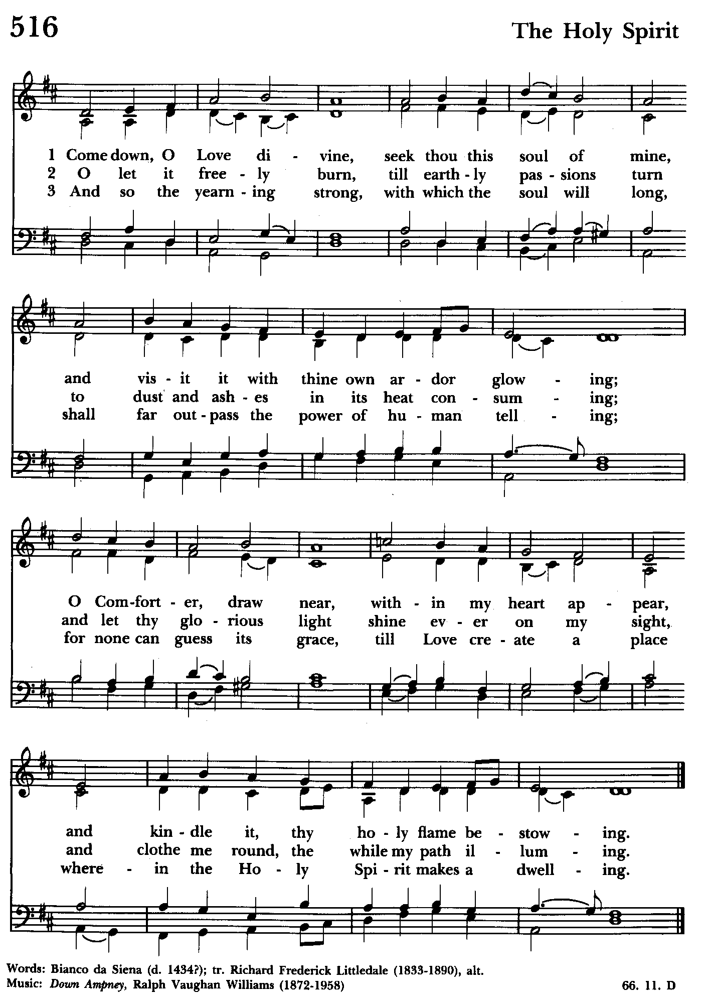 516
The Holy Spirit
1 Come down, O Love di - vine, seek thou this soul of mine,
2 O let it free - ly burn, till earth - ly pas - sions turn
3 And so the yearn - ing strong, with which the soul will long,
and vis - it it with thine own ar - dor glow - ing;
to dust and ash - es in its heat con - sum - ing;
shall far out - pass the power of hu - man tell - ing;
O Com - fort - er, draw near, with - in my heart ap - pear,
and let thy glo - rious light shine ev - er on my sight,
for none can guess its grace, till Love cre - ate a place
and kin - dle it, thy ho - ly flame be - stow - ing.
and clothe me round, the while my path il - lum - ing.
where - in the Ho - ly Spi - rit makes a dwell - ing.
Words: Bianco da Siena (d. 1434?); tr. Richard Frederick Littledale (1833-1890), alt.
Music: Down Ampney, Ralph Vaughan Williams (1872-1958)
66. 11. D